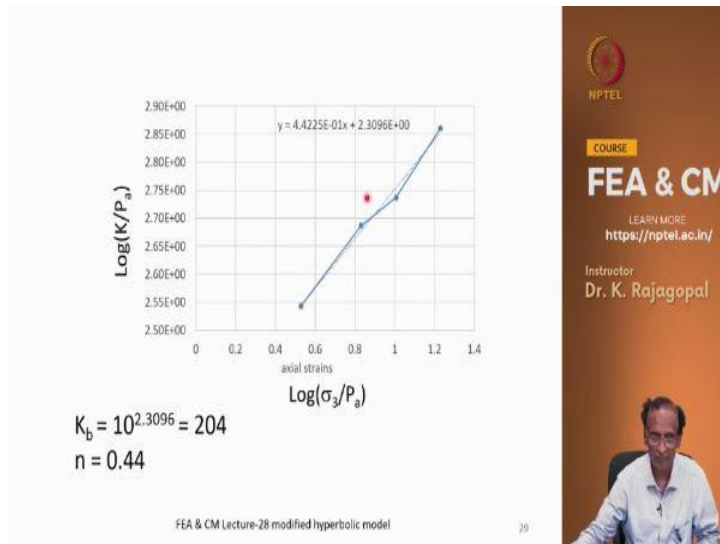 2.90E+00
2.85E+00
2.80E+00
2.75E+00
2.70E+00
2.65E+00
2.60E+00
2.55E+00
2.50E+00
y = 4.4225E-01x + 2.3096E+00
Log(K/Pₐ)
0 0.2 0.4 0.6 0.8 1 1.2 1.4
axial strains
Log(σ₃/Pₐ)
K_b = 10^2.3096 = 204
n = 0.44
FEA & CM Lecture-28 modified hyperbolic model
29
NPTEL
COURSE
FEA & CM
LEARN MORE
https://nptel.ac.in/
Instructor
Dr. K. Rajagopal